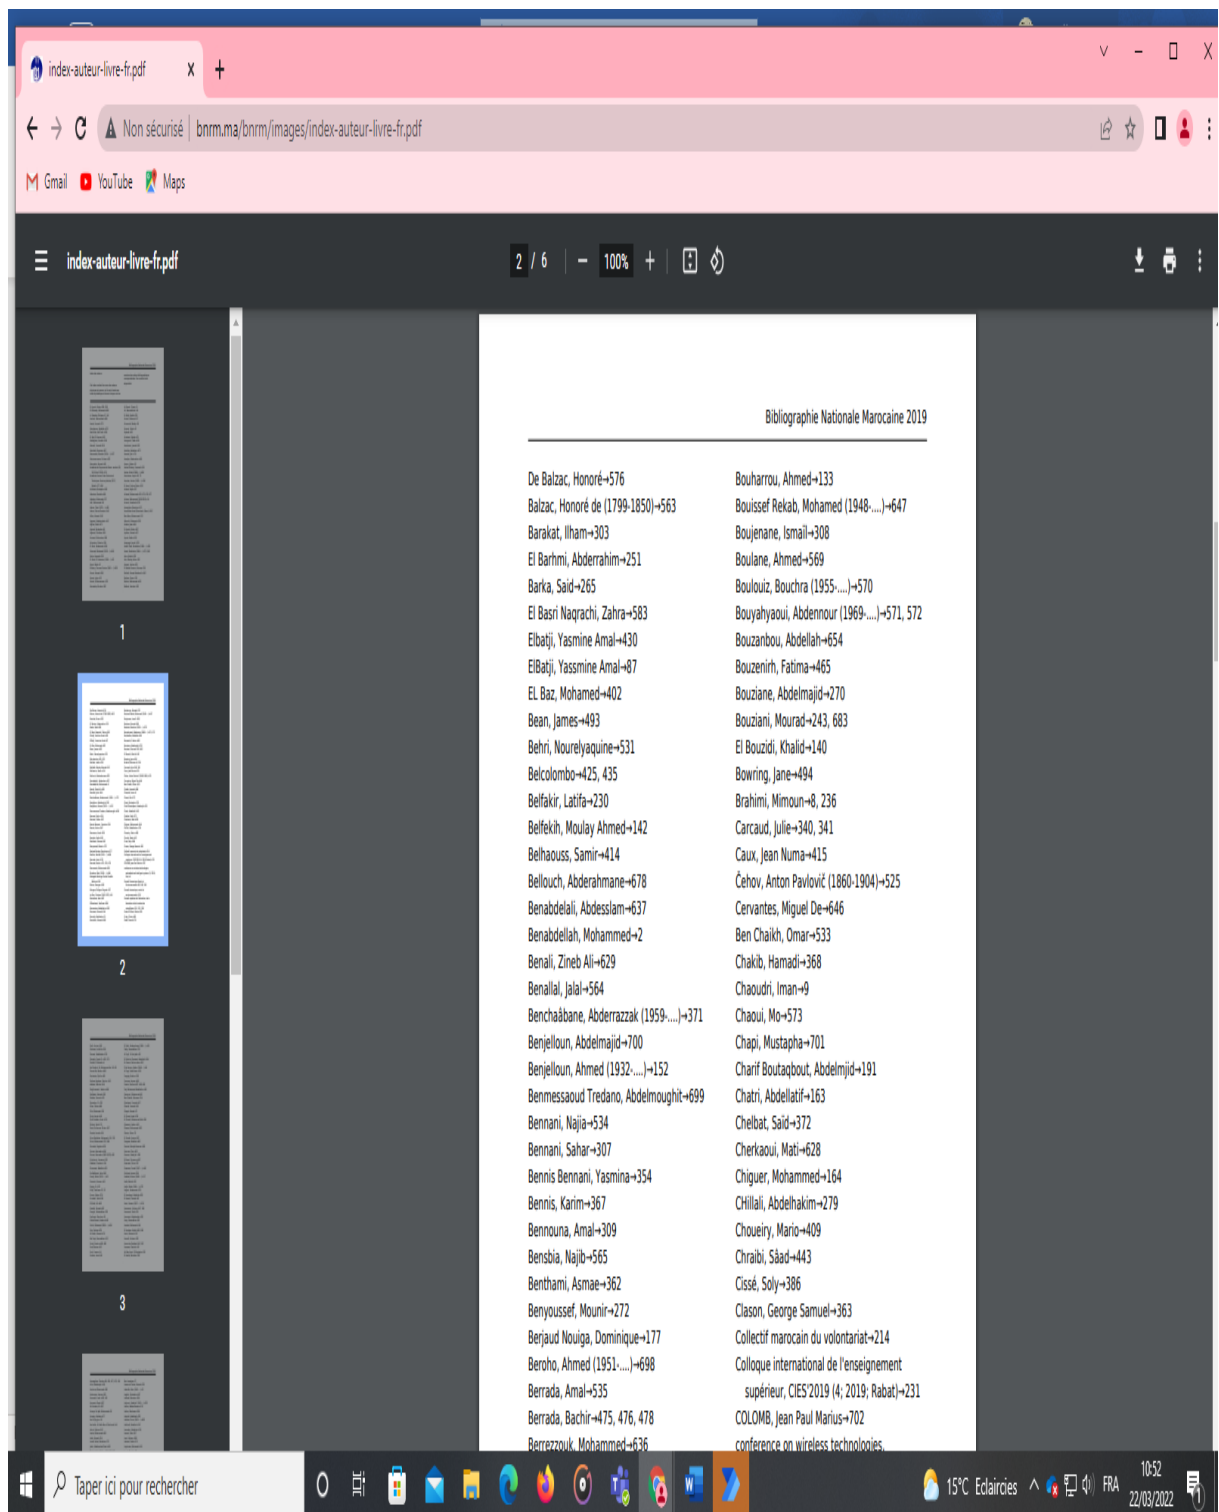 index-auteur-livre-fr.pdf
Non sécurisé | bnrm.ma/bnrm/images/index-auteur-livre-fr.pdf
Gmail YouTube Maps
index-auteur-livre-fr.pdf 2 / 6 100%
1
2
3
Bibliographie Nationale Marocaine 2019
De Balzac, Honoré→576
Balzac, Honoré de (1799-1850)→563
Barakat, Ilham→303
El Barhmi, Abderrahim→251
Barka, Said→265
El Basri Naqrachi, Zahra→583
Elbatji, Yasmine Amal→430
ElBatji, Yassmine Amal→87
EL Baz, Mohamed→402
Bean, James→493
Behri, Nourelyaquine→531
Belcolombo→425, 435
Belfakir, Latifa→230
Belfekih, Moulay Ahmed→142
Belhaouss, Samir→414
Bellouch, Abderahmane→678
Benabdelali, Abdesslam→637
Benabdellah, Mohammed→2
Benali, Zineb Ali→629
Benallal, Jalal→564
Benchaâbane, Abderrazzak (1959-....)→371
Benjelloun, Abdelmajid→700
Benjelloun, Ahmed (1932-....)→152
Benmessaoud Tredano, Abdelmoughit→699
Bennani, Najia→534
Bennani, Sahar→307
Bennis Bennani, Yasmina→354
Bennis, Karim→367
Bennouna, Amal→309
Bensbia, Najib→565
Benthami, Asmae→362
Benyoussef, Mounir→272
Berjaud Nouiga, Dominique→177
Beroho, Ahmed (1951-....)→698
Berrada, Amal→535
Berrada, Bachir→475, 476, 478
Berrezzouk, Mohammed→636
Bouharrou, Ahmed→133
Bouissef Rekab, Mohamed (1948-....)→647
Boujenane, Ismail→308
Boulane, Ahmed→569
Boulouiz, Bouchra (1955-....)→570
Bouyahyaoui, Abdennour (1969-....)→571, 572
Bouzanbou, Abdellah→654
Bouzenirh, Fatima→465
Bouziane, Abdelmajid→270
Bouziani, Mourad→243, 683
El Bouzidi, Khalid→140
Bowring, Jane→494
Brahimi, Mimoun→8, 236
Carcaud, Julie→340, 341
Caux, Jean Numa→415
Čehov, Anton Pavlovič (1860-1904)→525
Cervantes, Miguel De→646
Ben Chaikh, Omar→533
Chakib, Hamadi→368
Chaoudri, Iman→9
Chaoui, Mo→573
Chapi, Mustapha→701
Charif Boutaqbout, Abdelmjid→191
Chatri, Abdellatif→163
Chelbat, Saïd→372
Cherkaoui, Mati→628
Chiguer, Mohammed→164
CHillali, Abdelhakim→279
Choueiry, Mario→409
Chraibi, Sâad→443
Cissé, Soly→386
Clason, George Samuel→363
Collectif marocain du volontariat→214
Colloque international de l'enseignement
supérieur, CIES'2019 (4; 2019; Rabat)→231
COLOMB, Jean Paul Marius→702
conference on wireless technologies,
Taper ici pour rechercher
15°C Eclaircies FRA
10:52
22/03/2022
1